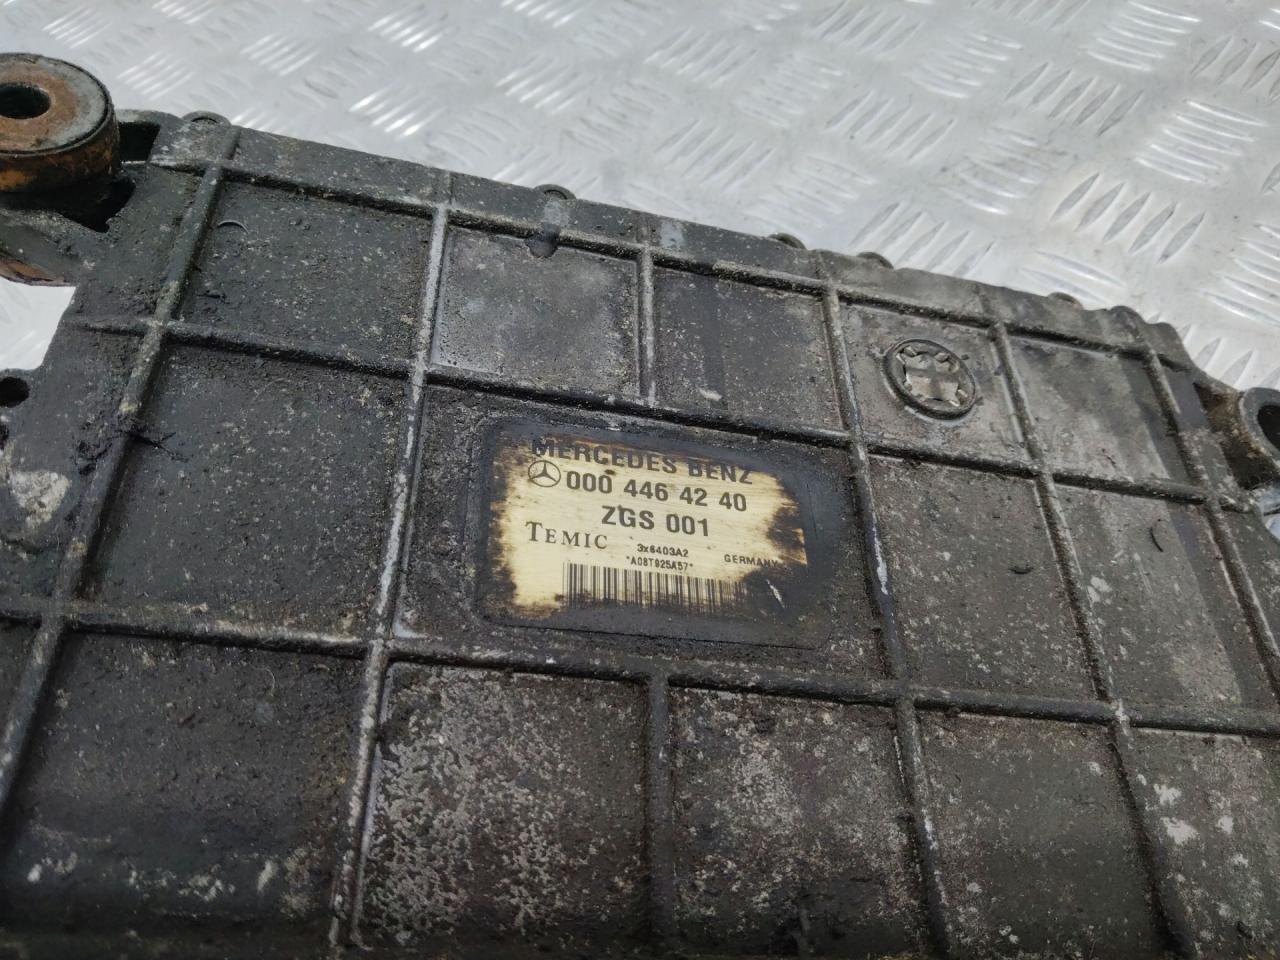 MERCEDES BENZ
000 446 42 40
ZGS 001
TEMIC 3x6403A2 GERMANY
*A08T925A57*